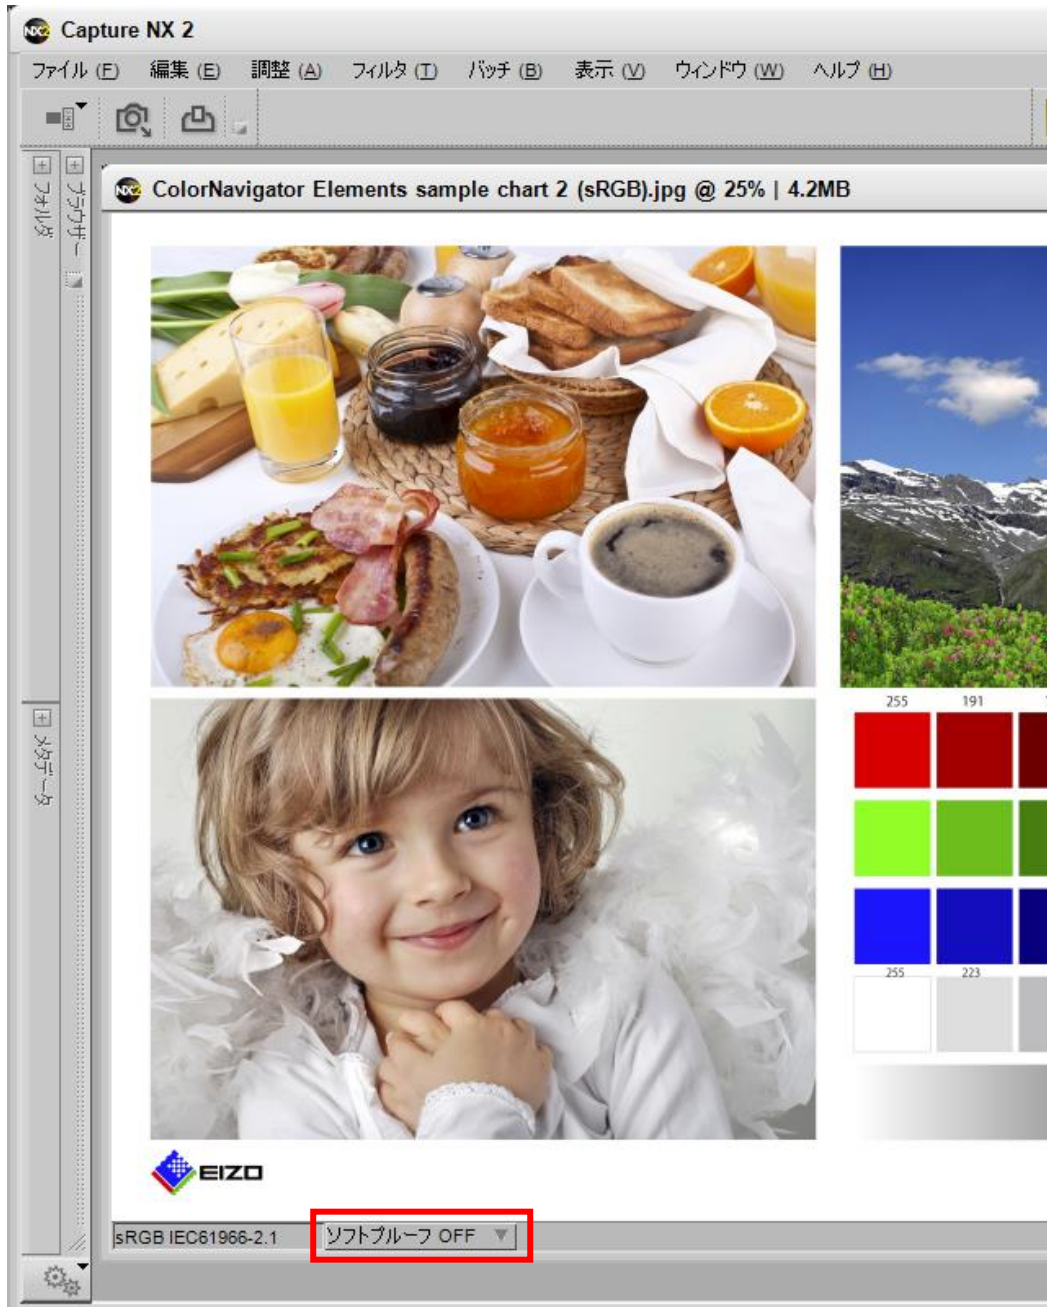 Capture NX 2
ファイル (F) 編集 (E) 調整 (A) フィルタ (T) バッチ (B) 表示 (V) ウィンドウ (W) ヘルプ (H)
フォルダ
ブラウザー
ColorNavigator Elements sample chart 2 (sRGB).jpg @ 25% | 4.2MB
メタデータ
255 191
255 223
EIZO
sRGB IEC61966-2.1 ソフトプルーフ OFF